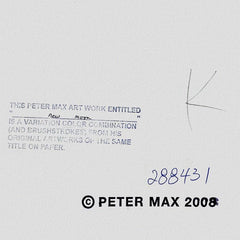 THIS PETER MAX ART WORK ENTITLED
" "
IS A VARIATION COLOR COMBINATION
(AND BRUSHSTROKES) FROM HIS
ORIGINAL ARTWORKS OF THE SAME
TITLE ON PAPER.
K
288431
© PETER MAX 2008